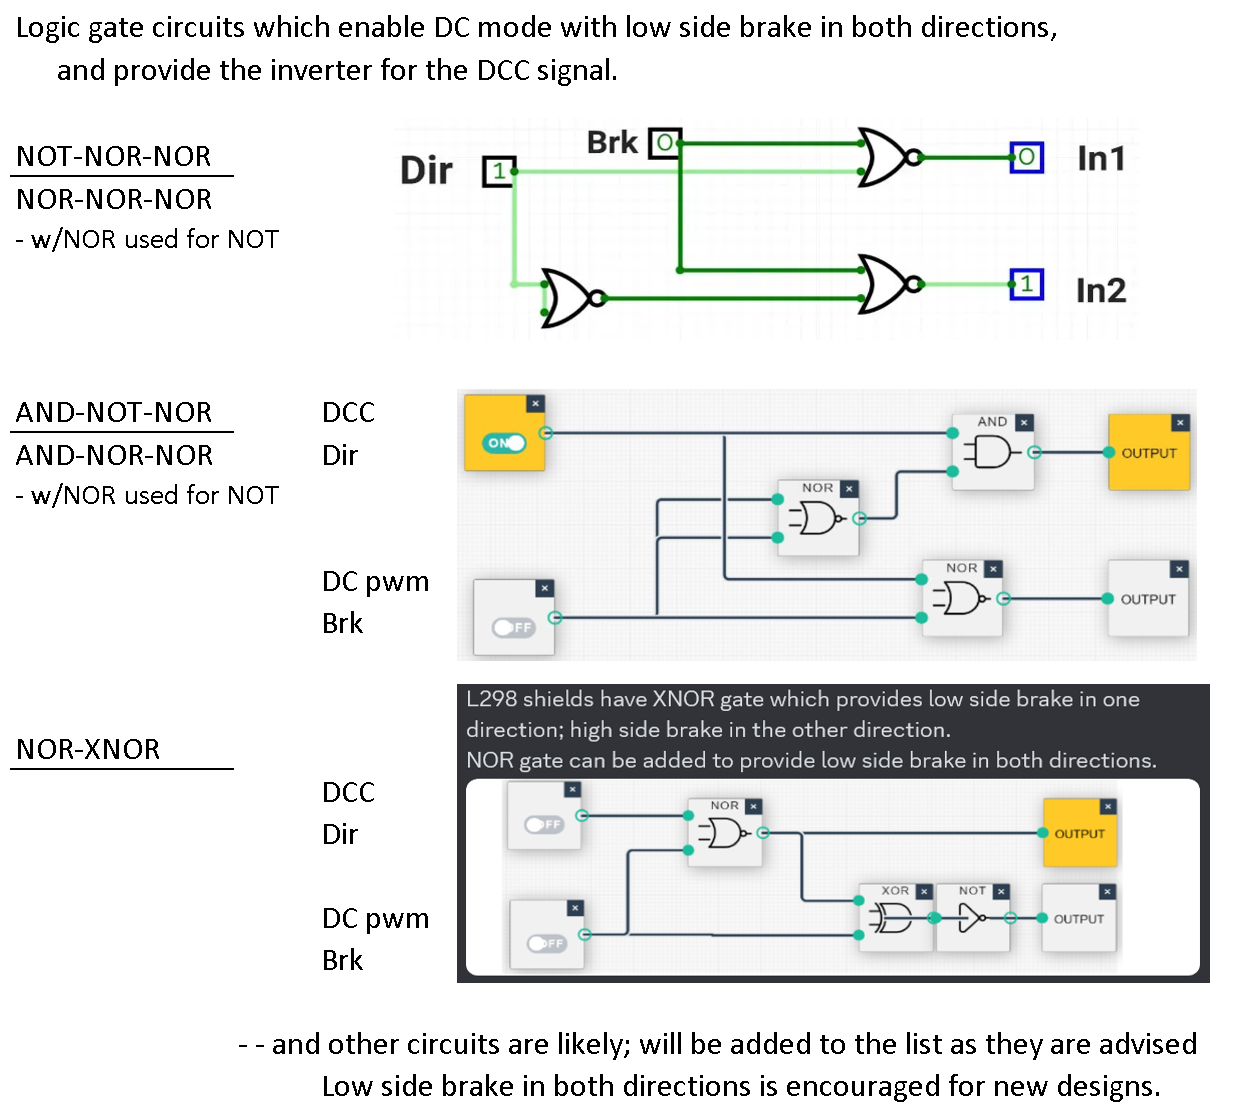 Logic gate circuits which enable DC mode with low side brake in both directions,
and provide the inverter for the DCC signal.
NOT-NOR-NOR
NOR-NOR-NOR
- w/NOR used for NOT
Brk 0
Dir 1
0 In1
1 In2
AND-NOT-NOR
AND-NOR-NOR
- w/NOR used for NOT
DCC
Dir
DC pwm
Brk
× ON
× OFF
NOR ×
AND ×
NOR ×
× OUTPUT
× OUTPUT
L298 shields have XNOR gate which provides low side brake in one
direction; high side brake in the other direction.
NOR gate can be added to provide low side brake in both directions.
NOR-XNOR
DCC
Dir
DC pwm
Brk
× OFF
× OFF
NOR ×
XOR × NOT ×
× OUTPUT
× OUTPUT
- - and other circuits are likely; will be added to the list as they are advised
Low side brake in both directions is encouraged for new designs.